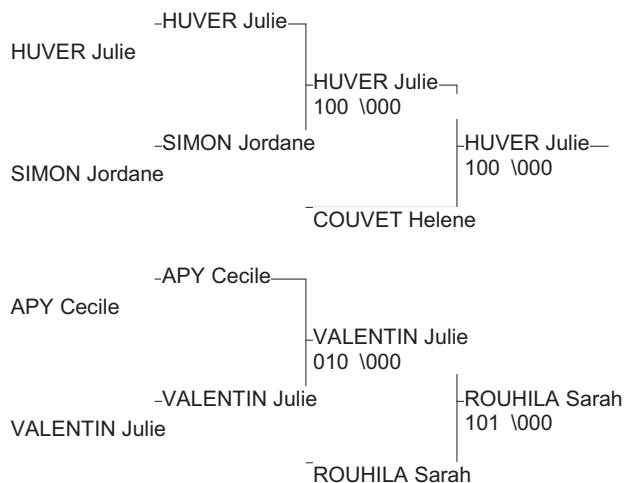 HUVER Julie
HUVER Julie
HUVER Julie
100 \000
SIMON Jordane
HUVER Julie
100 \000
SIMON Jordane
COUVET Helene
APY Cecile
APY Cecile
VALENTIN Julie
010 \000
VALENTIN Julie
ROUHILA Sarah
101 \000
VALENTIN Julie
ROUHILA Sarah